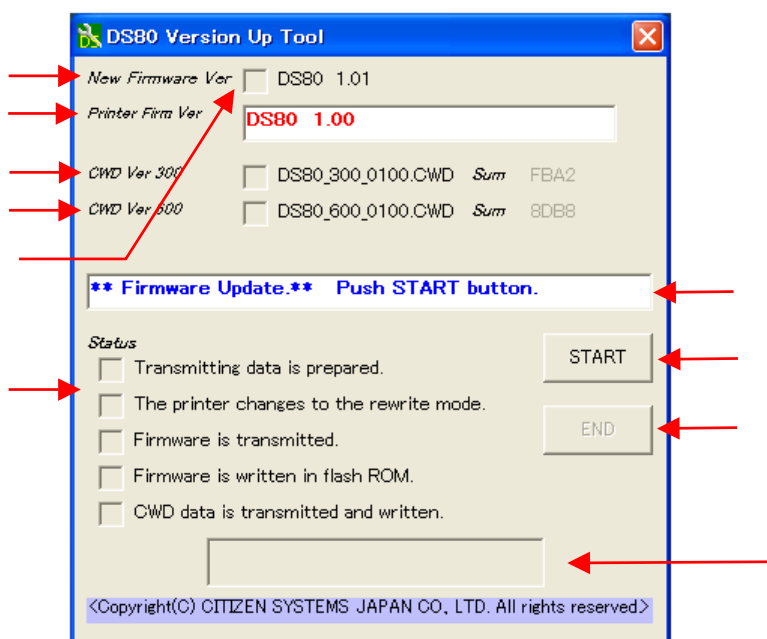 DS80 Version Up Tool
New Firmware Ver DS80 1.01
Printer Firm Ver DS80 1.00
CWD Ver 300 DS80_300_0100.CWD Sum FBA2
CWD Ver 600 DS80_600_0100.CWD Sum 8DB8
** Firmware Update.** Push START button.
Status
START
Transmitting data is prepared.
The printer changes to the rewrite mode.
END
Firmware is transmitted.
Firmware is written in flash ROM.
CWD data is transmitted and written.
<Copyright(C) CITIZEN SYSTEMS JAPAN CO., LTD. All rights reserved>